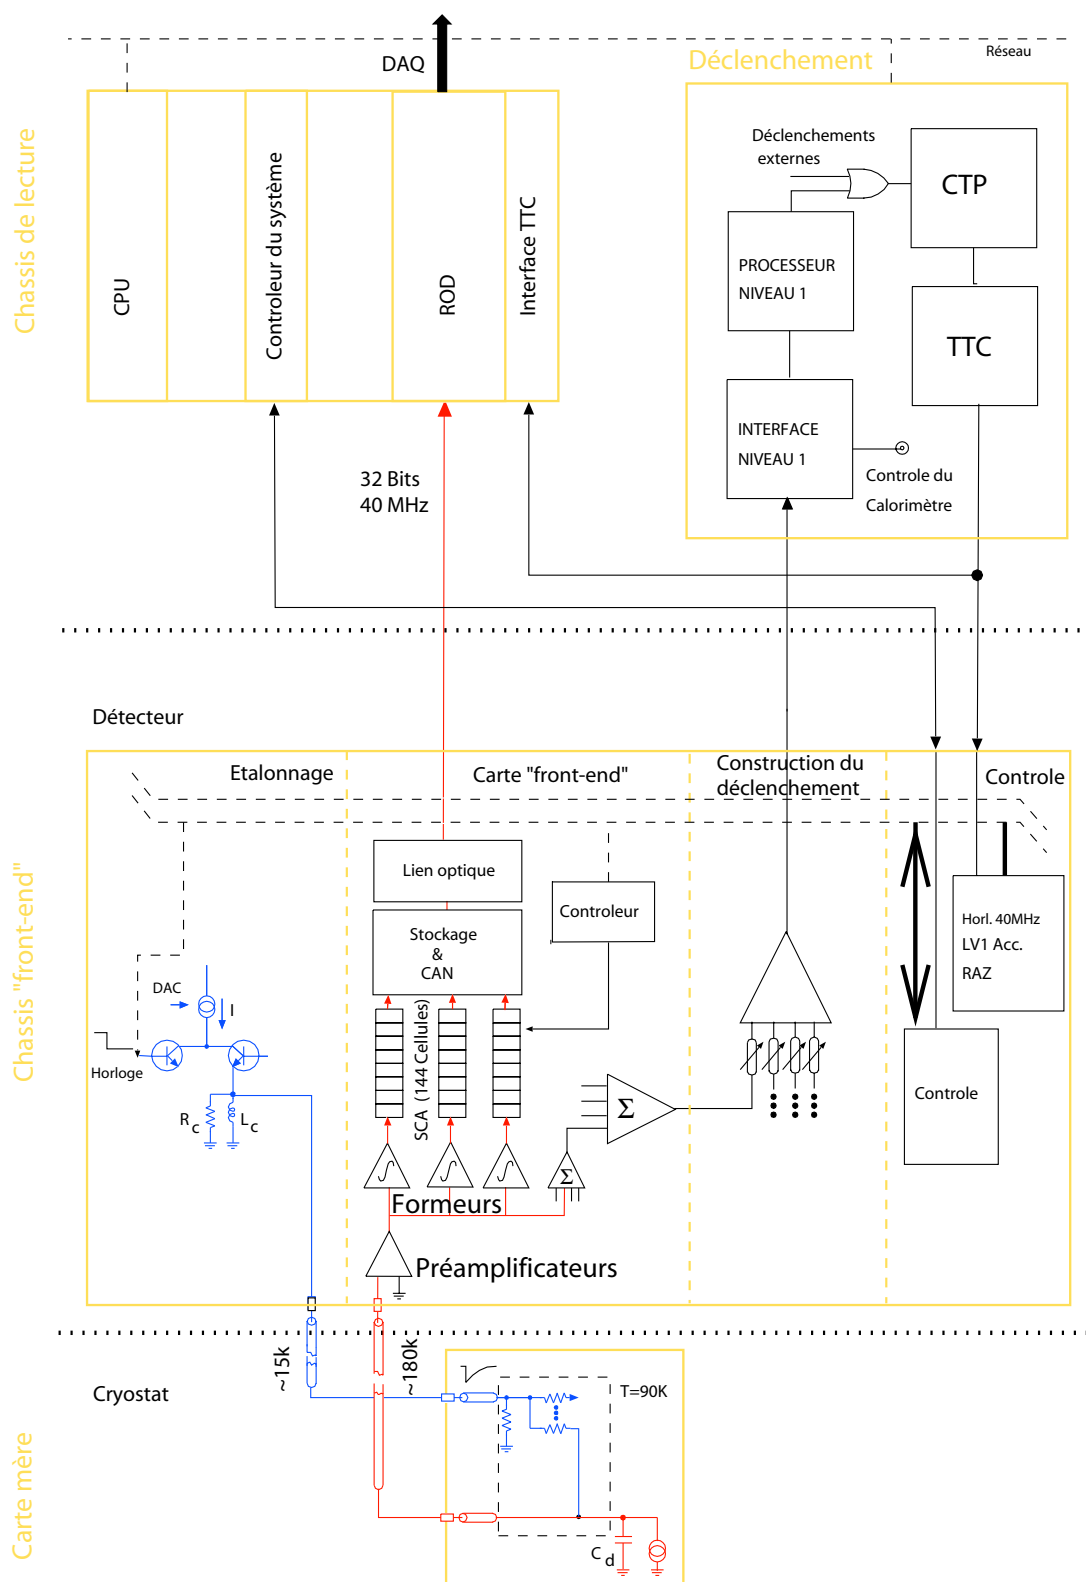 Réseau
DAQ
Déclenchement
Chassis de lecture
CPU
Controleur du système
ROD
Interface TTC
Déclenchements
externes
CTP
PROCESSEUR
NIVEAU 1
TTC
INTERFACE
NIVEAU 1
Controle du
Calorimètre
32 Bits
40 MHz
Détecteur
Chassis "front-end"
Etalonnage
Carte "front-end"
Construction du
déclenchement
Controle
Lien optique
Controleur
Stockage
&
CAN
Horl. 40MHz
LV1 Acc.
RAZ
DAC
I
Horloge
SCA (144 Cellules)
Controle
R c
L c
Σ
Σ
Formeurs
Préamplificateurs
~15k
~180k
Cryostat
T=90K
Carte mère
C d